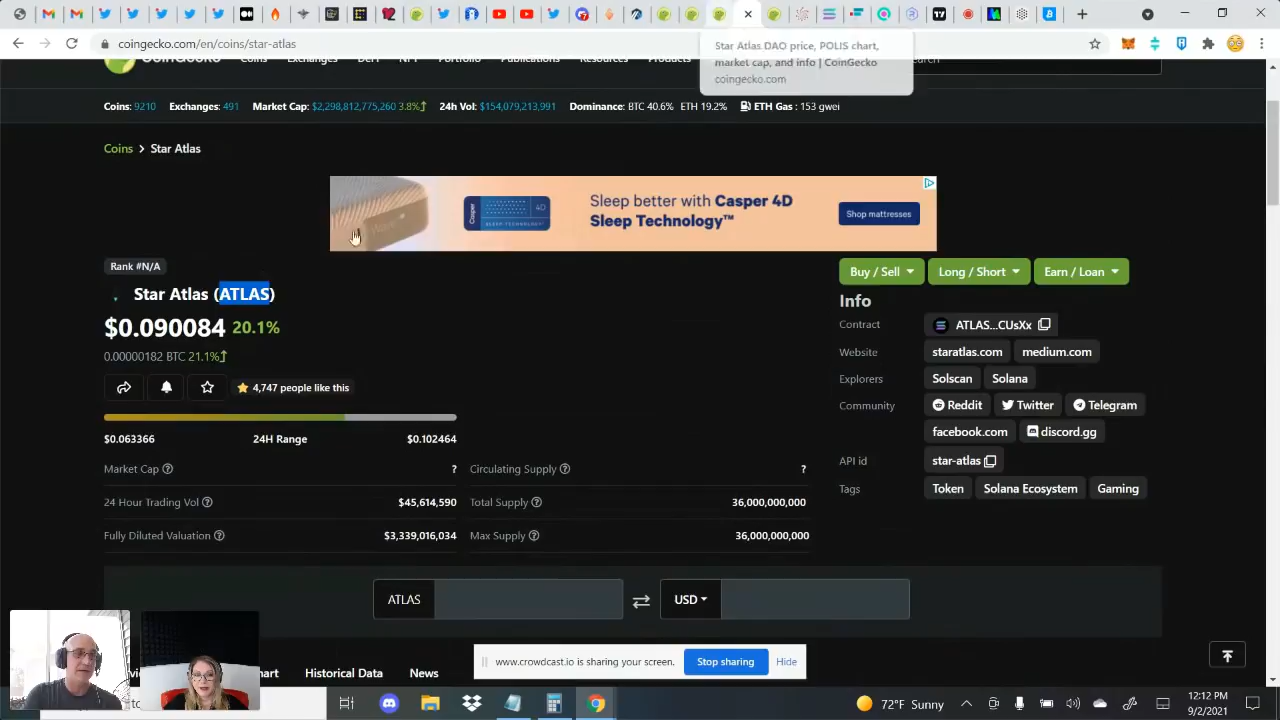 coingecko.com/en/coins/star-atlas
Star Atlas DAO price, POLIS chart,
market cap, and info | CoinGecko
coingecko.com
Coins: 9210 Exchanges: 491 Market Cap: $2,298,812,775,260 3.8% 24h Vol: $154,079,213,991 Dominance: BTC 40.6% ETH 19.2% ETH Gas : 153 gwei
Coins > Star Atlas
Casper
4D
SLEEP TECHNOLOGY™
Sleep better with Casper 4D
Sleep Technology™
Shop mattresses
Rank #N/A
Star Atlas (ATLAS)
$0.090084 20.1%
0.00000182 BTC 21.1%
4,747 people like this
$0.063366 24H Range $0.102464
Market Cap ?
Circulating Supply ?
24 Hour Trading Vol $45,614,590
Total Supply 36,000,000,000
Fully Diluted Valuation $3,339,016,034
Max Supply 36,000,000,000
Buy / Sell Long / Short Earn / Loan
Info
Contract ATLAS...CUsXx
Website staratlas.com medium.com
Explorers Solscan Solana
Community Reddit Twitter Telegram
facebook.com discord.gg
API id star-atlas
Tags Token Solana Ecosystem Gaming
ATLAS USD
www.crowdcast.io is sharing your screen. Stop sharing Hide
Historical Data News
72°F Sunny
12:12 PM
9/2/2021